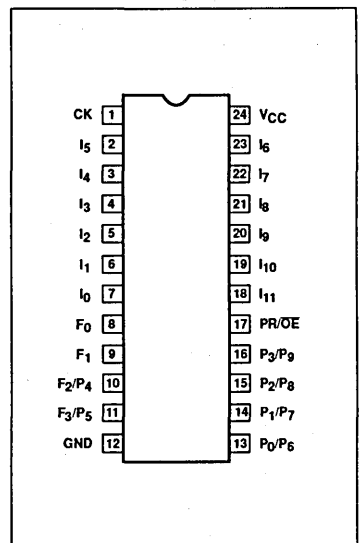 CK 1 24 VCC
I5 2 23 I6
I4 3 22 I7
I3 4 21 I8
I2 5 20 I9
I1 6 19 I10
I0 7 18 I11
F0 8 17 PR/OE
F1 9 16 P3/P9
F2/P4 10 15 P2/P8
F3/P5 11 14 P1/P7
GND 12 13 P0/P6